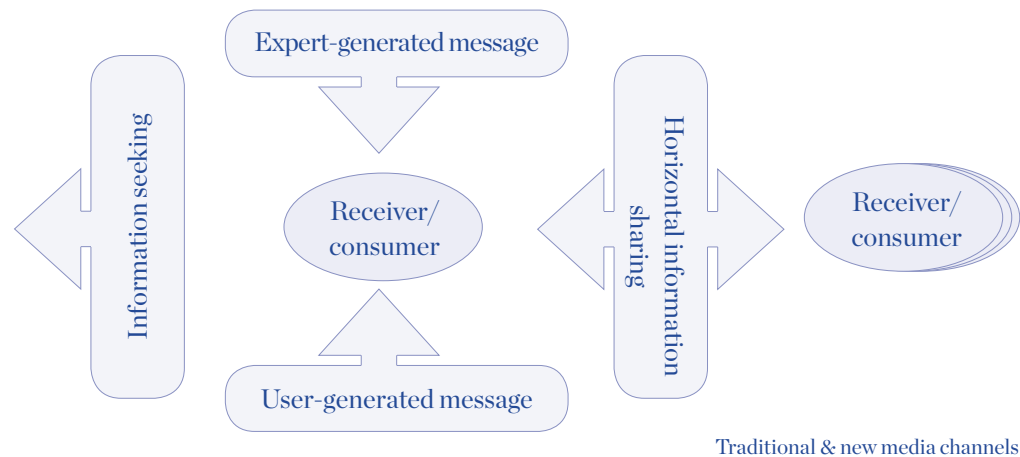 Expert-generated message
Information seeking
Receiver/
consumer
Horizontal information
sharing
Receiver/
consumer
User-generated message
Traditional & new media channels